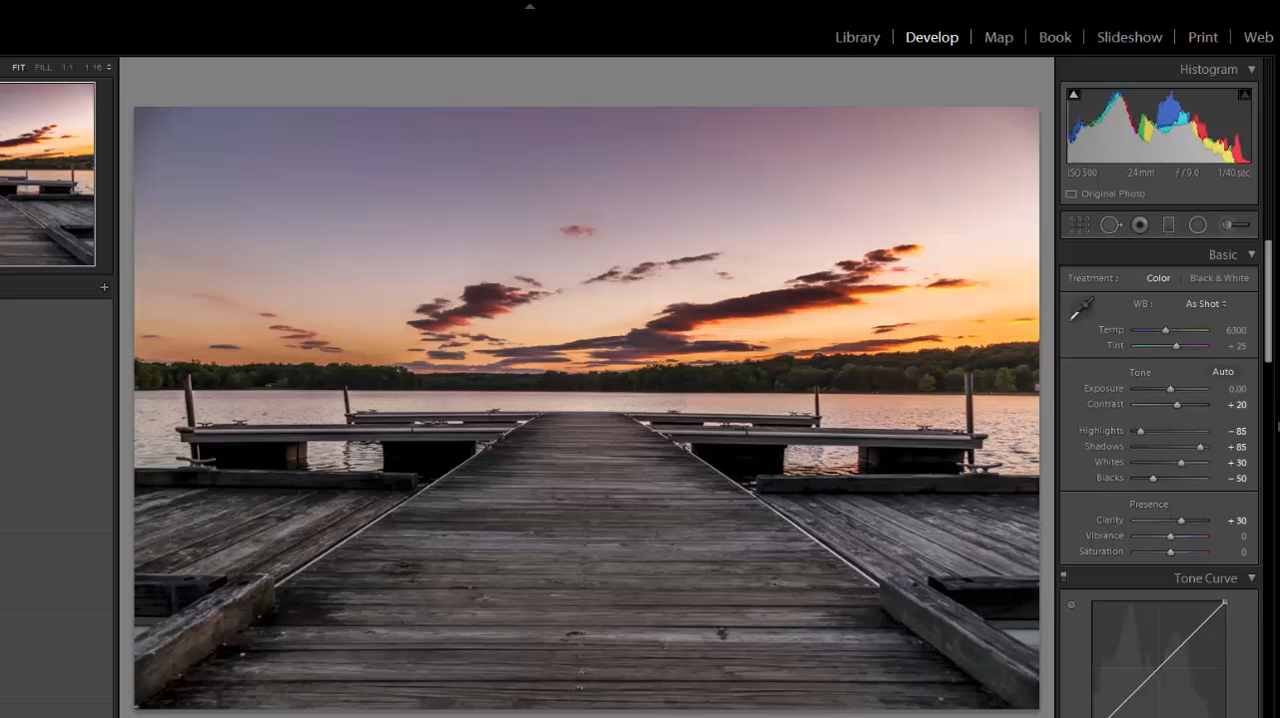 Library | Develop | Map | Book | Slideshow | Print | Web
FIT FILL 1:1 1:16
Histogram
ISO 500 24mm ƒ/9.0 1/40 sec
Original Photo
Basic
Treatment : Color | Black & White
WB : As Shot
Temp 6300
Tint + 25
Tone Auto
Exposure 0.00
Contrast + 20
Highlights − 85
Shadows + 85
Whites + 30
Blacks − 50
Presence
Clarity + 30
Vibrance 0
Saturation 0
Tone Curve